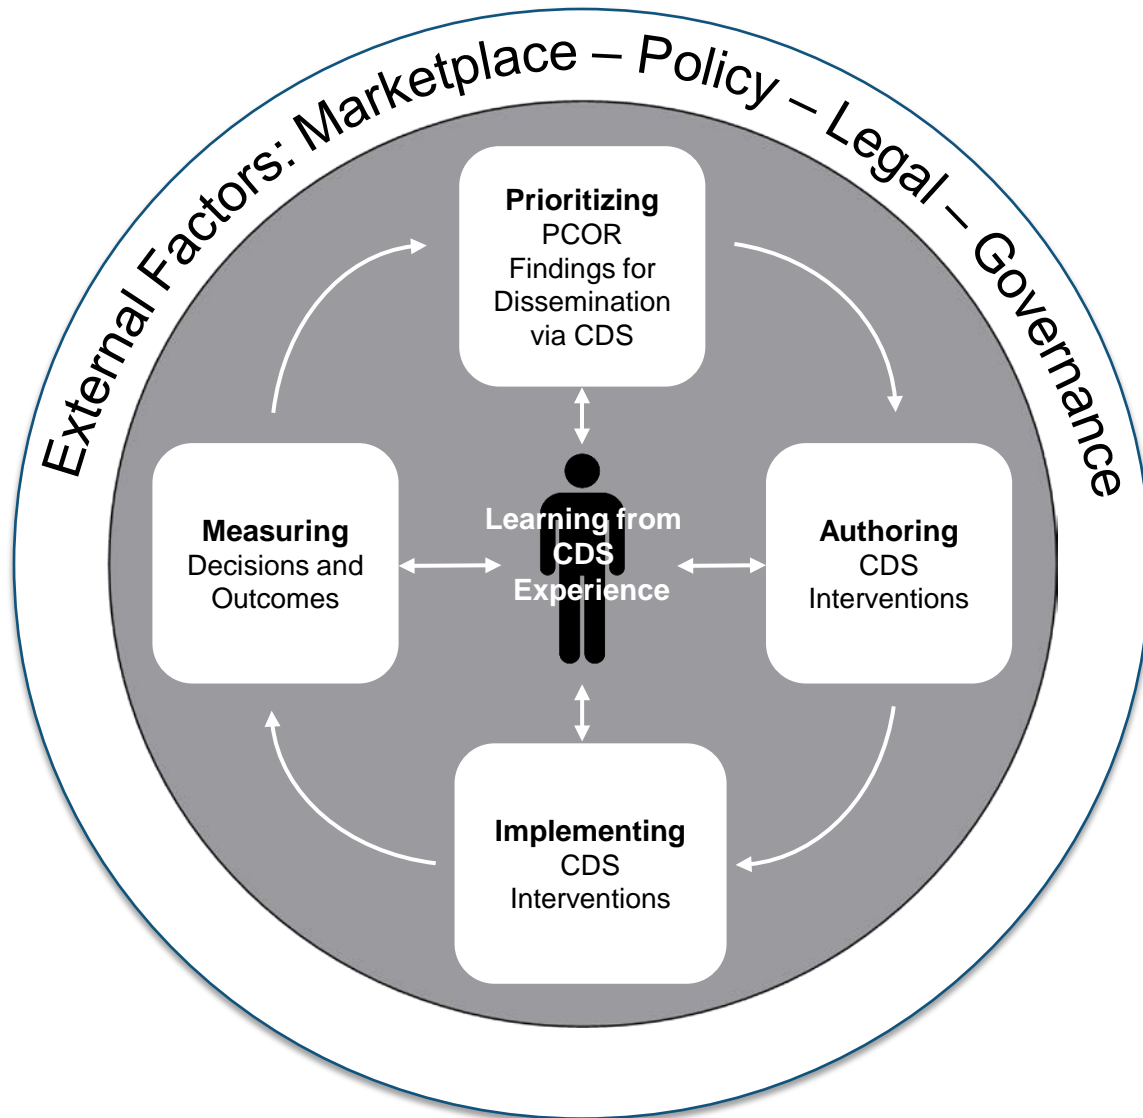 External Factors: Marketplace – Policy – Legal – Governance
Prioritizing
PCOR
Findings for
Dissemination
via CDS
Measuring
Decisions and
Outcomes
Learning from
CDS
Experience
Authoring
CDS
Interventions
Implementing
CDS
Interventions